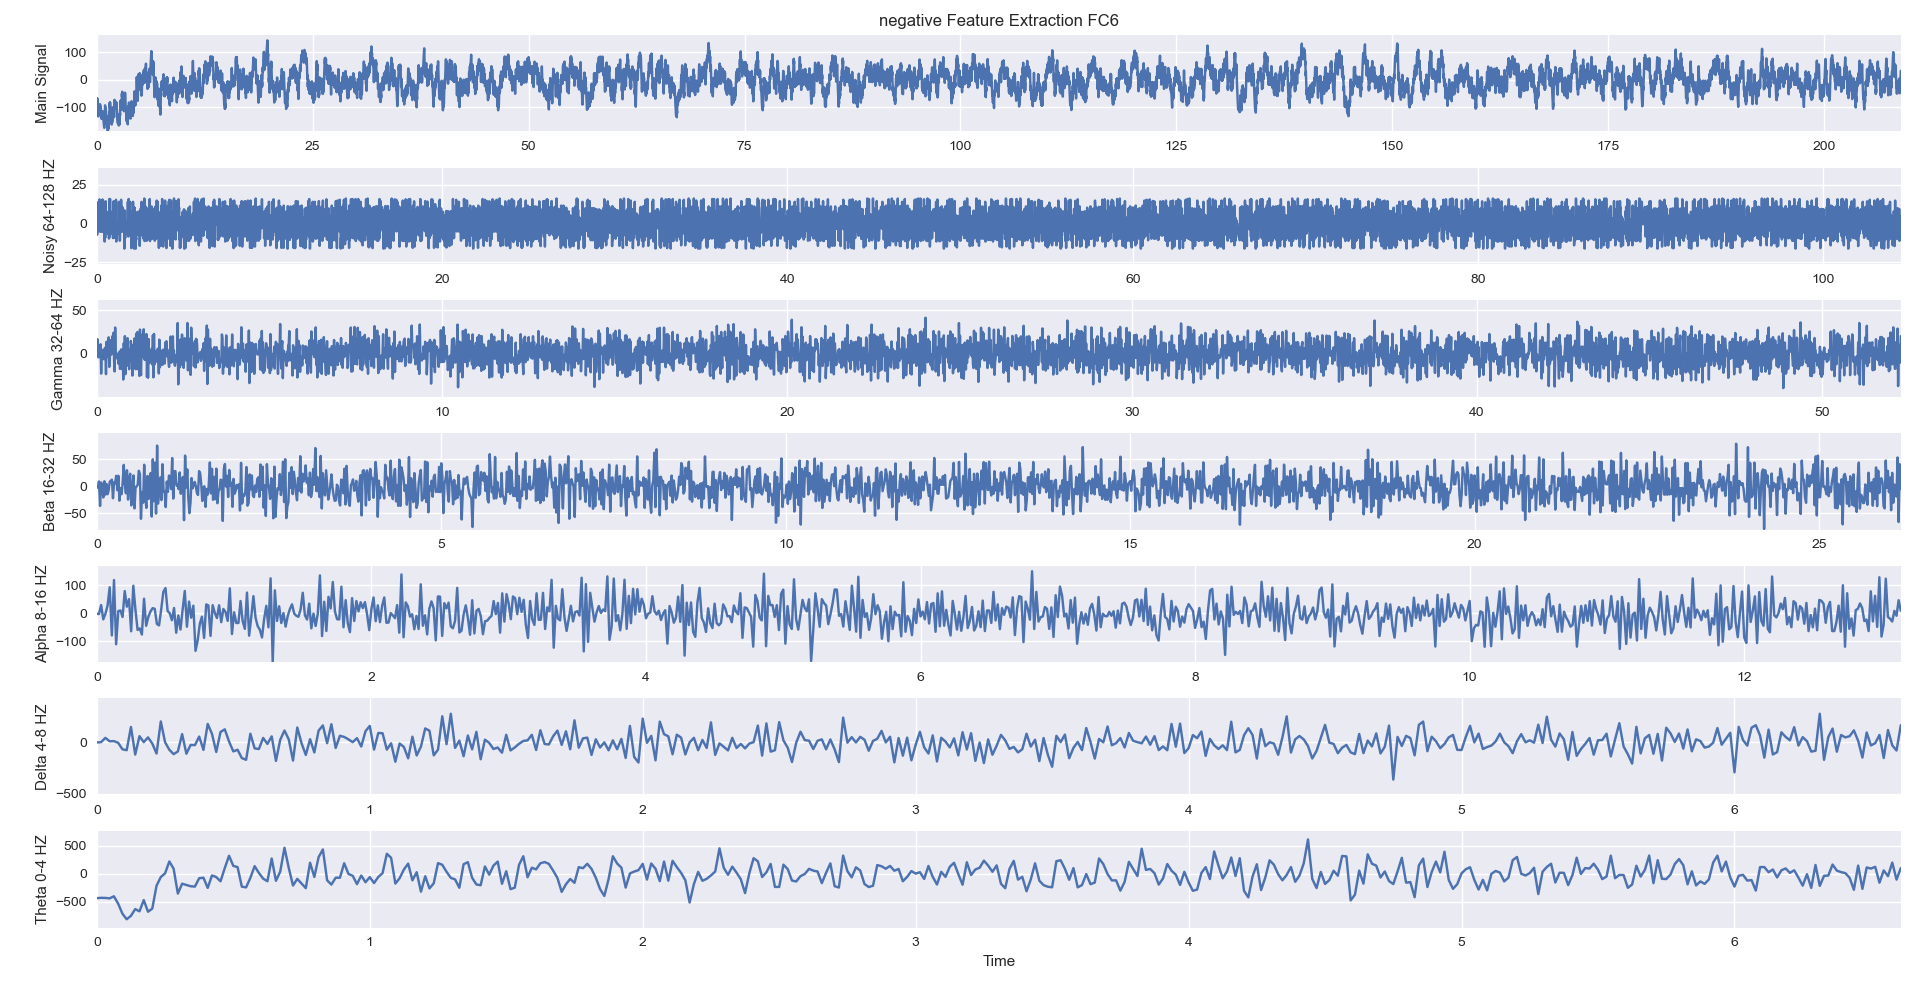 negative Feature Extraction FC6
Main Signal
100
0
−100
0 25 50 75 100 125 150 175 200
Noisy 64-128 HZ
25
0
−25
0 20 40 60 80 100
Gamma 32-64 HZ
50
0
0 10 20 30 40 50
Beta 16-32 HZ
50
0
−50
0 5 10 15 20 25
Alpha 8-16 HZ
100
0
−100
0 2 4 6 8 10 12
Delta 4-8 HZ
0
−500
0 1 2 3 4 5 6
Theta 0-4 HZ
500
0
−500
0 1 2 3 4 5 6
Time